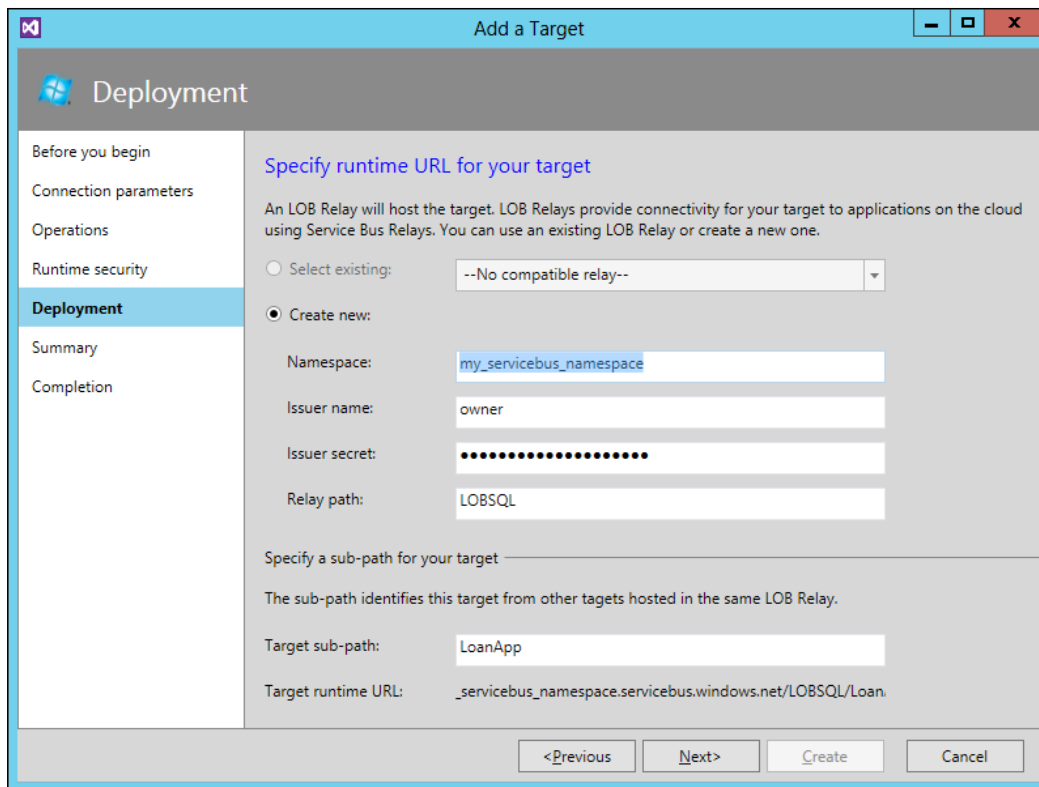 Add a Target
Deployment
Before you begin
Connection parameters
Operations
Runtime security
Deployment
Summary
Completion
Specify runtime URL for your target
An LOB Relay will host the target. LOB Relays provide connectivity for your target to applications on the cloud
using Service Bus Relays. You can use an existing LOB Relay or create a new one.
Select existing:
--No compatible relay--
Create new:
Namespace:
my_servicebus_namespace
Issuer name:
owner
Issuer secret:
●●●●●●●●●●●●●●●●●●●●
Relay path:
LOBSQL
Specify a sub-path for your target
The sub-path identifies this target from other tagets hosted in the same LOB Relay.
Target sub-path:
LoanApp
Target runtime URL:
_servicebus_namespace.servicebus.windows.net/LOBSQL/Loan
<Previous
Next>
Create
Cancel